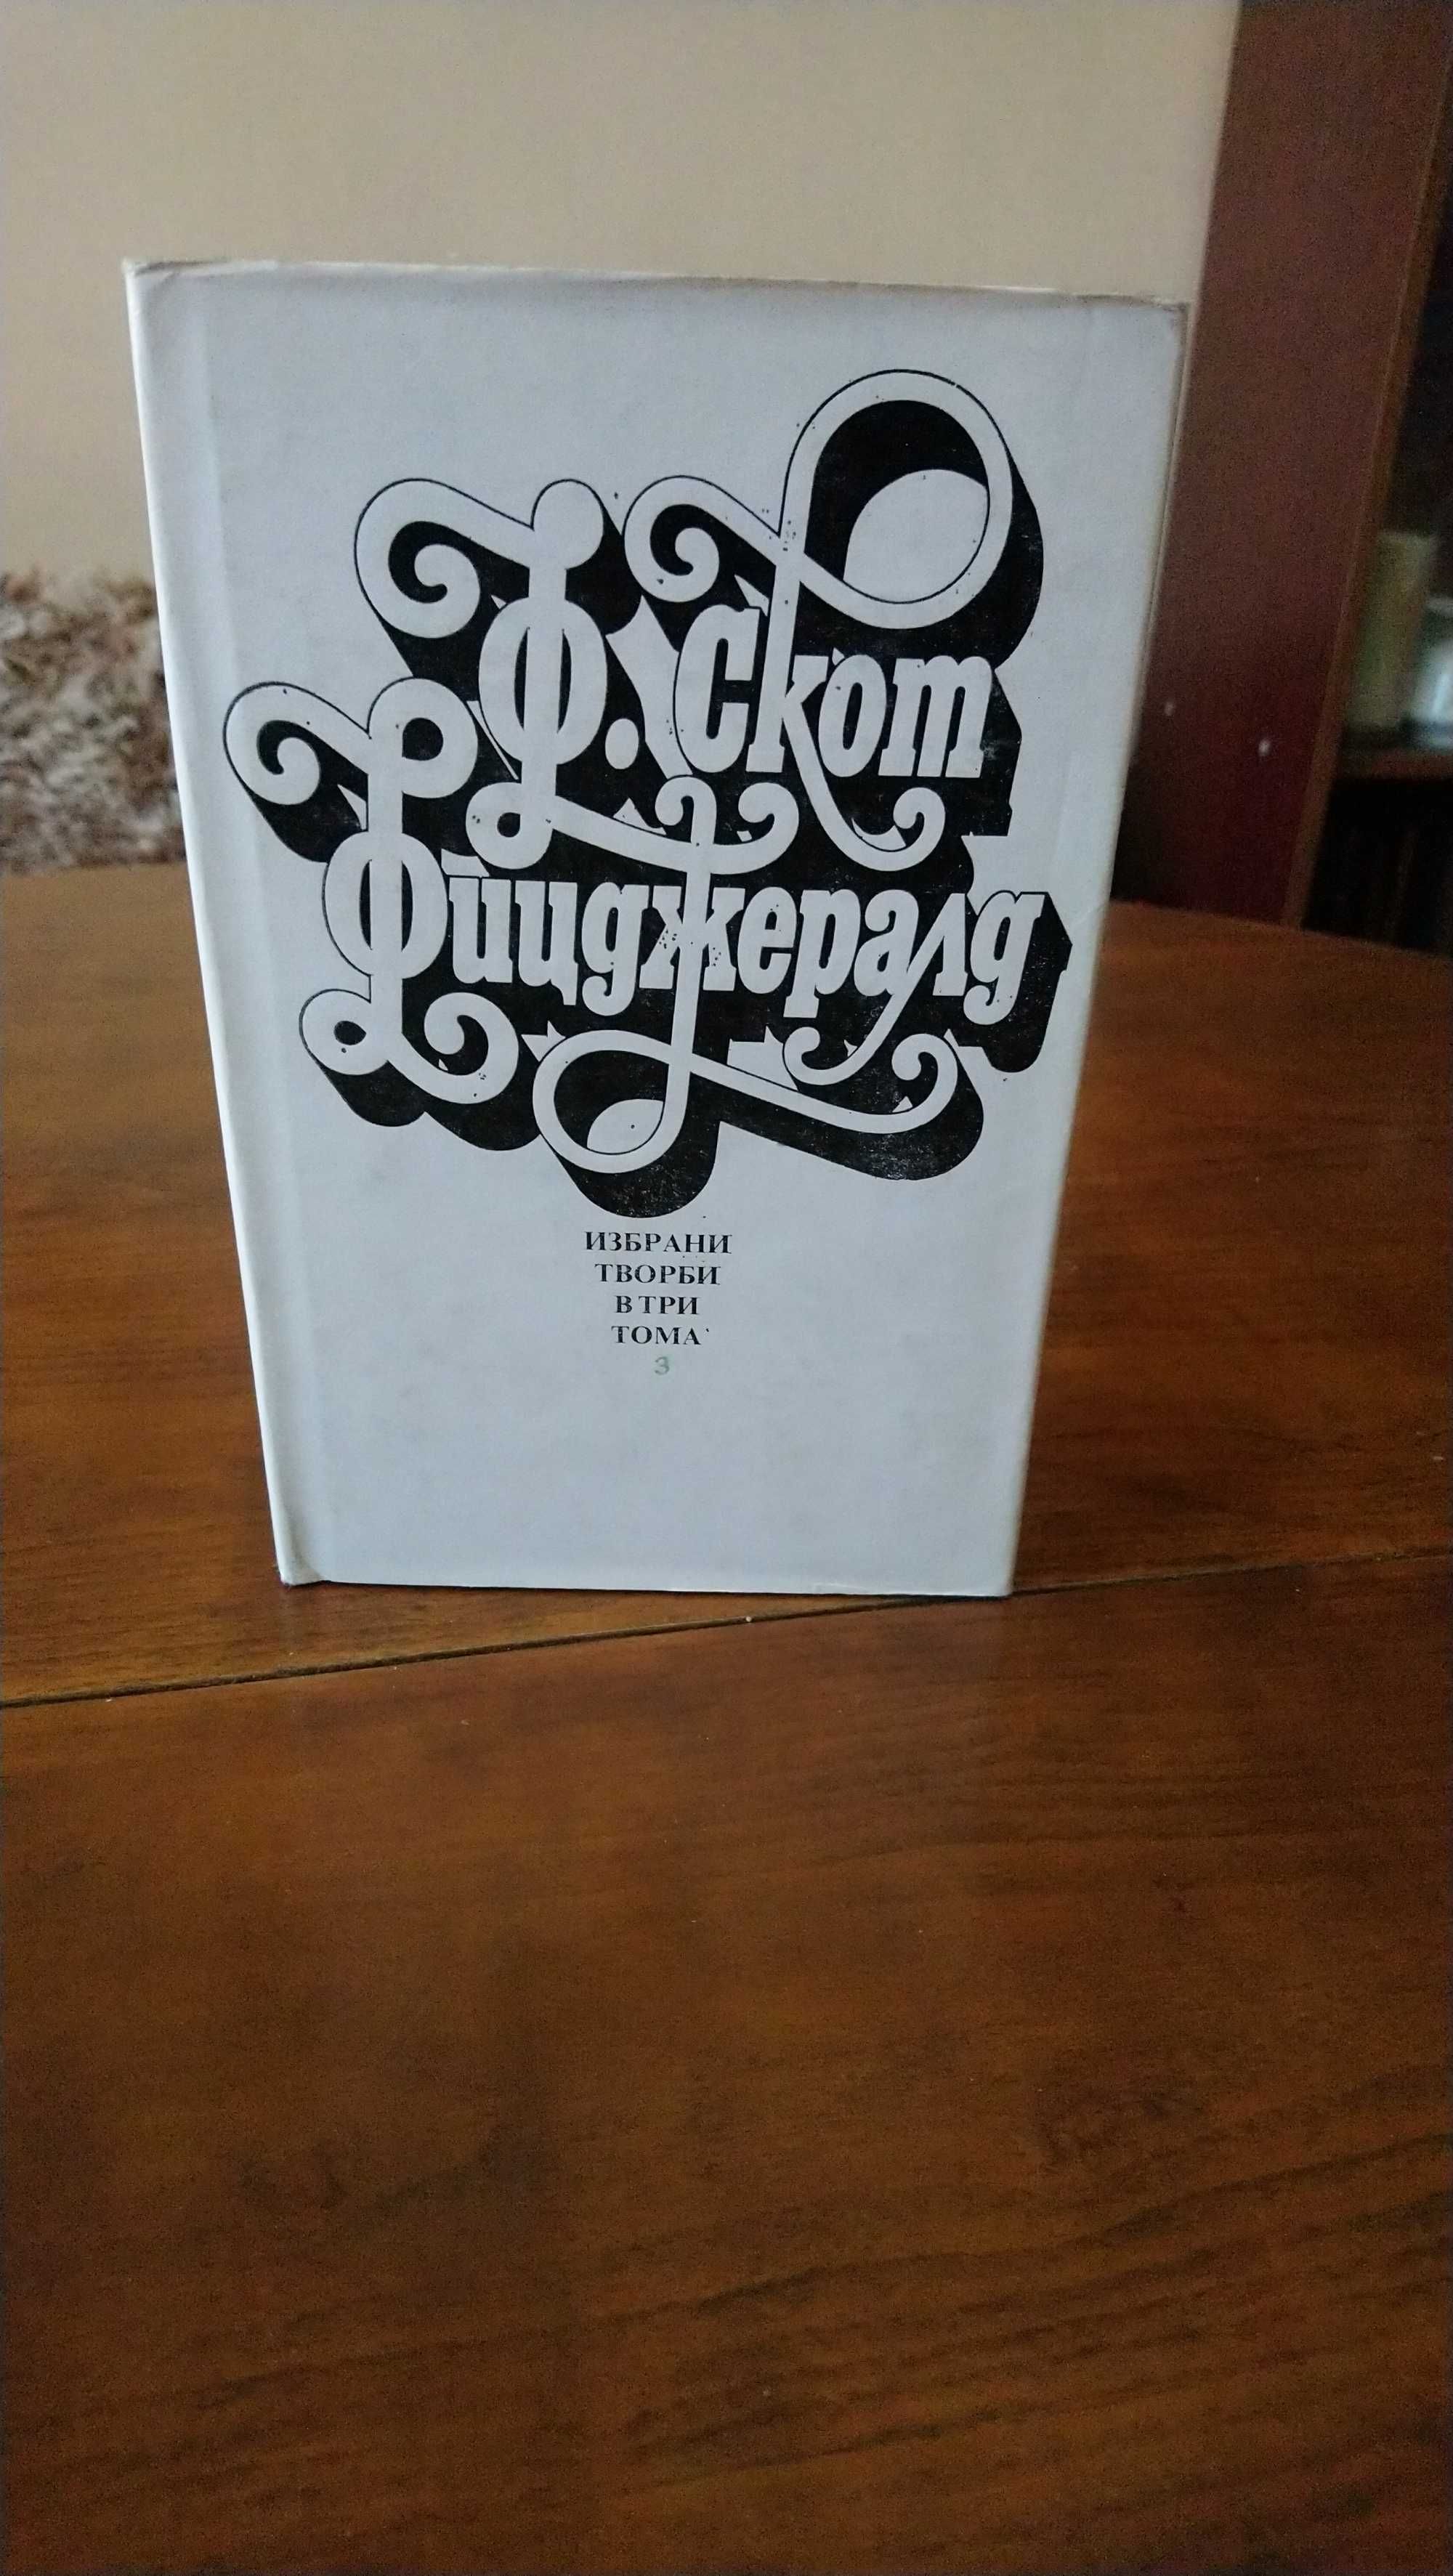 Ф. Скот
Фицджералд
ИЗБРАНИ
ТВОРБИ
В ТРИ
ТОМА
3